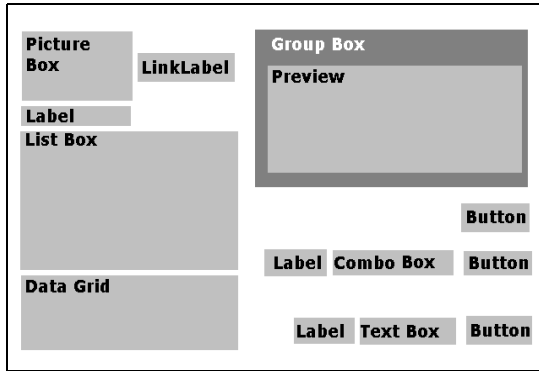 Picture
Box
LinkLabel
Label
List Box
Data Grid
Group Box
Preview
Button
Label Combo Box Button
Label Text Box Button